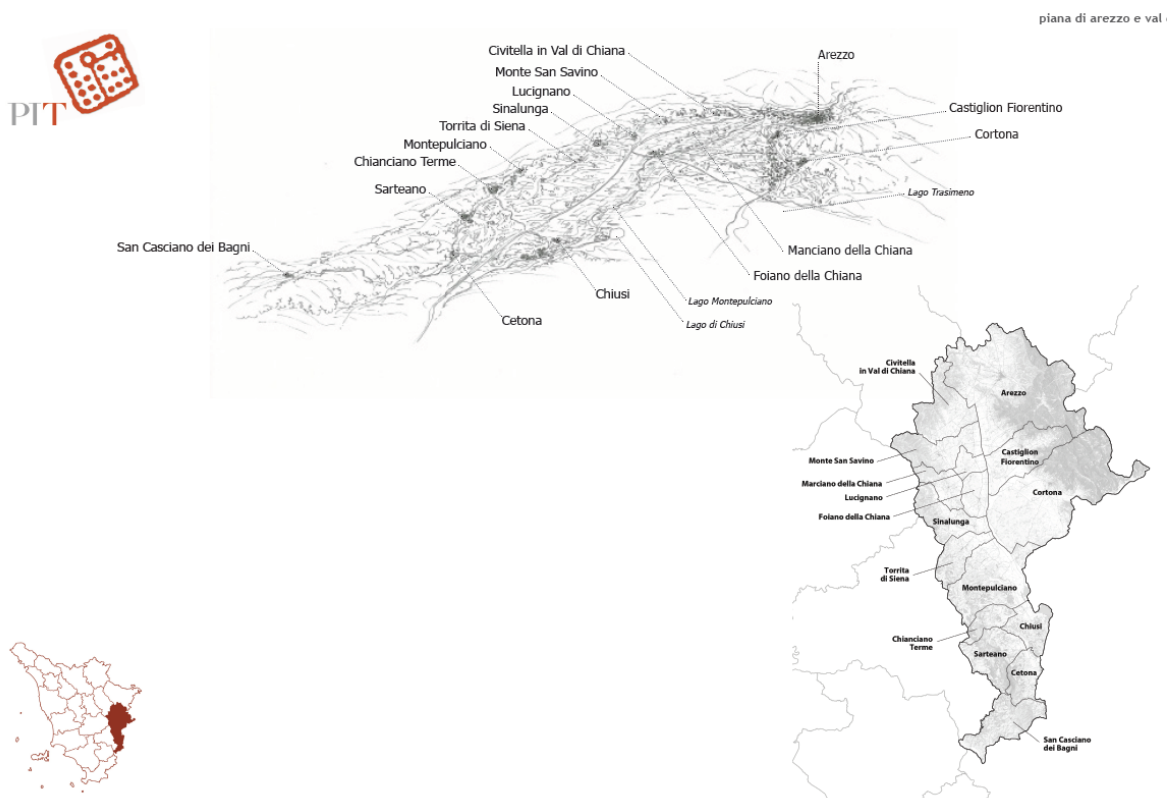 piana di arezzo e val
PIT
Civitella in Val di Chiana
Arezzo
Monte San Savino
Lucignano
Castiglion Fiorentino
Sinalunga
Torrita di Siena
Cortona
Montepulciano
Chianciano Terme
Sarteano
Lago Trasimeno
San Casciano dei Bagni
Manciano della Chiana
Foiano della Chiana
Chiusi
Lago Montepulciano
Cetona
Lago di Chiusi
Civitella
in Val di Chiana
Arezzo
Castiglion
Fiorentino
Monte San Savino
Marciano della Chiana
Lucignano
Cortona
Foiano della Chiana
Sinalunga
Torrita
di Siena
Montepulciano
Chiusi
Chianciano
Terme
Sarteano
Cetona
San Casciano
dei Bagni